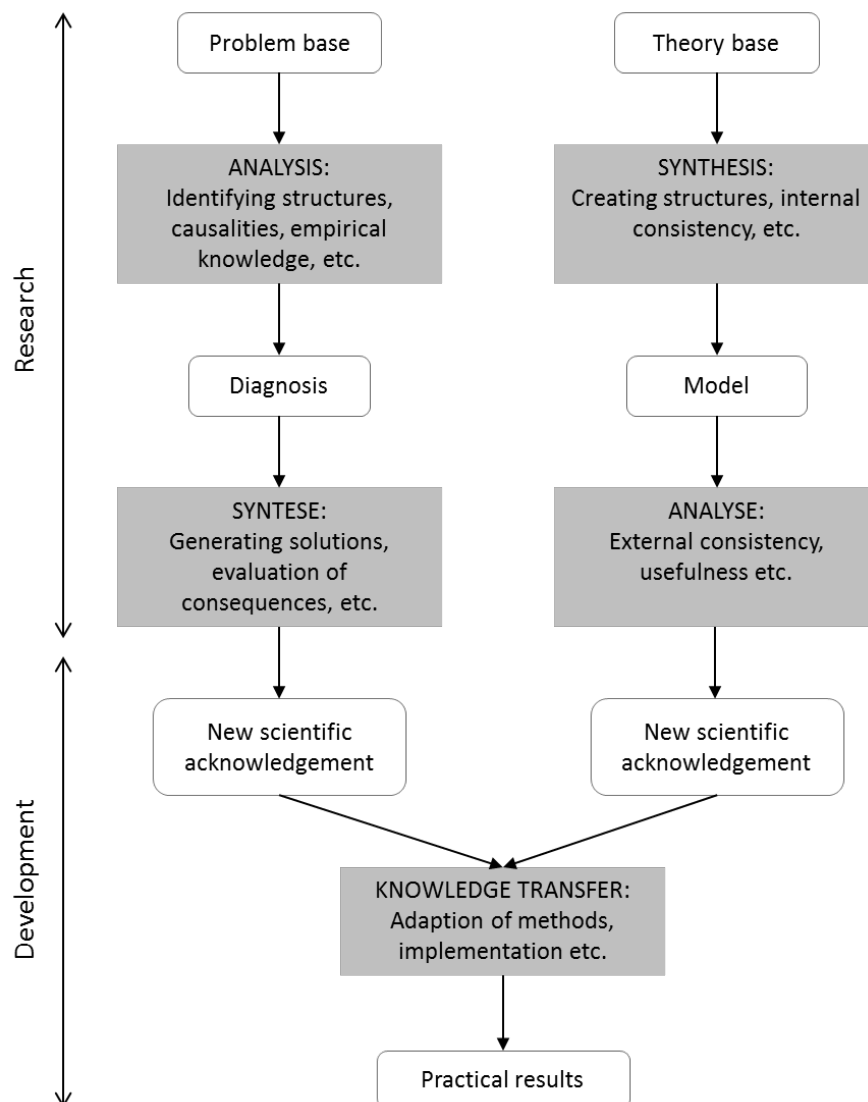 Problem base
Theory base
ANALYSIS:
Identifying structures,
causalities, empirical
knowledge, etc.
SYNTHESIS:
Creating structures, internal
consistency, etc.
Research
Diagnosis
Model
SYNTESE:
Generating solutions,
evaluation of
consequences, etc.
ANALYSE:
External consistency,
usefulness etc.
New scientific
acknowledgement
New scientific
acknowledgement
Development
KNOWLEDGE TRANSFER:
Adaption of methods,
implementation etc.
Practical results